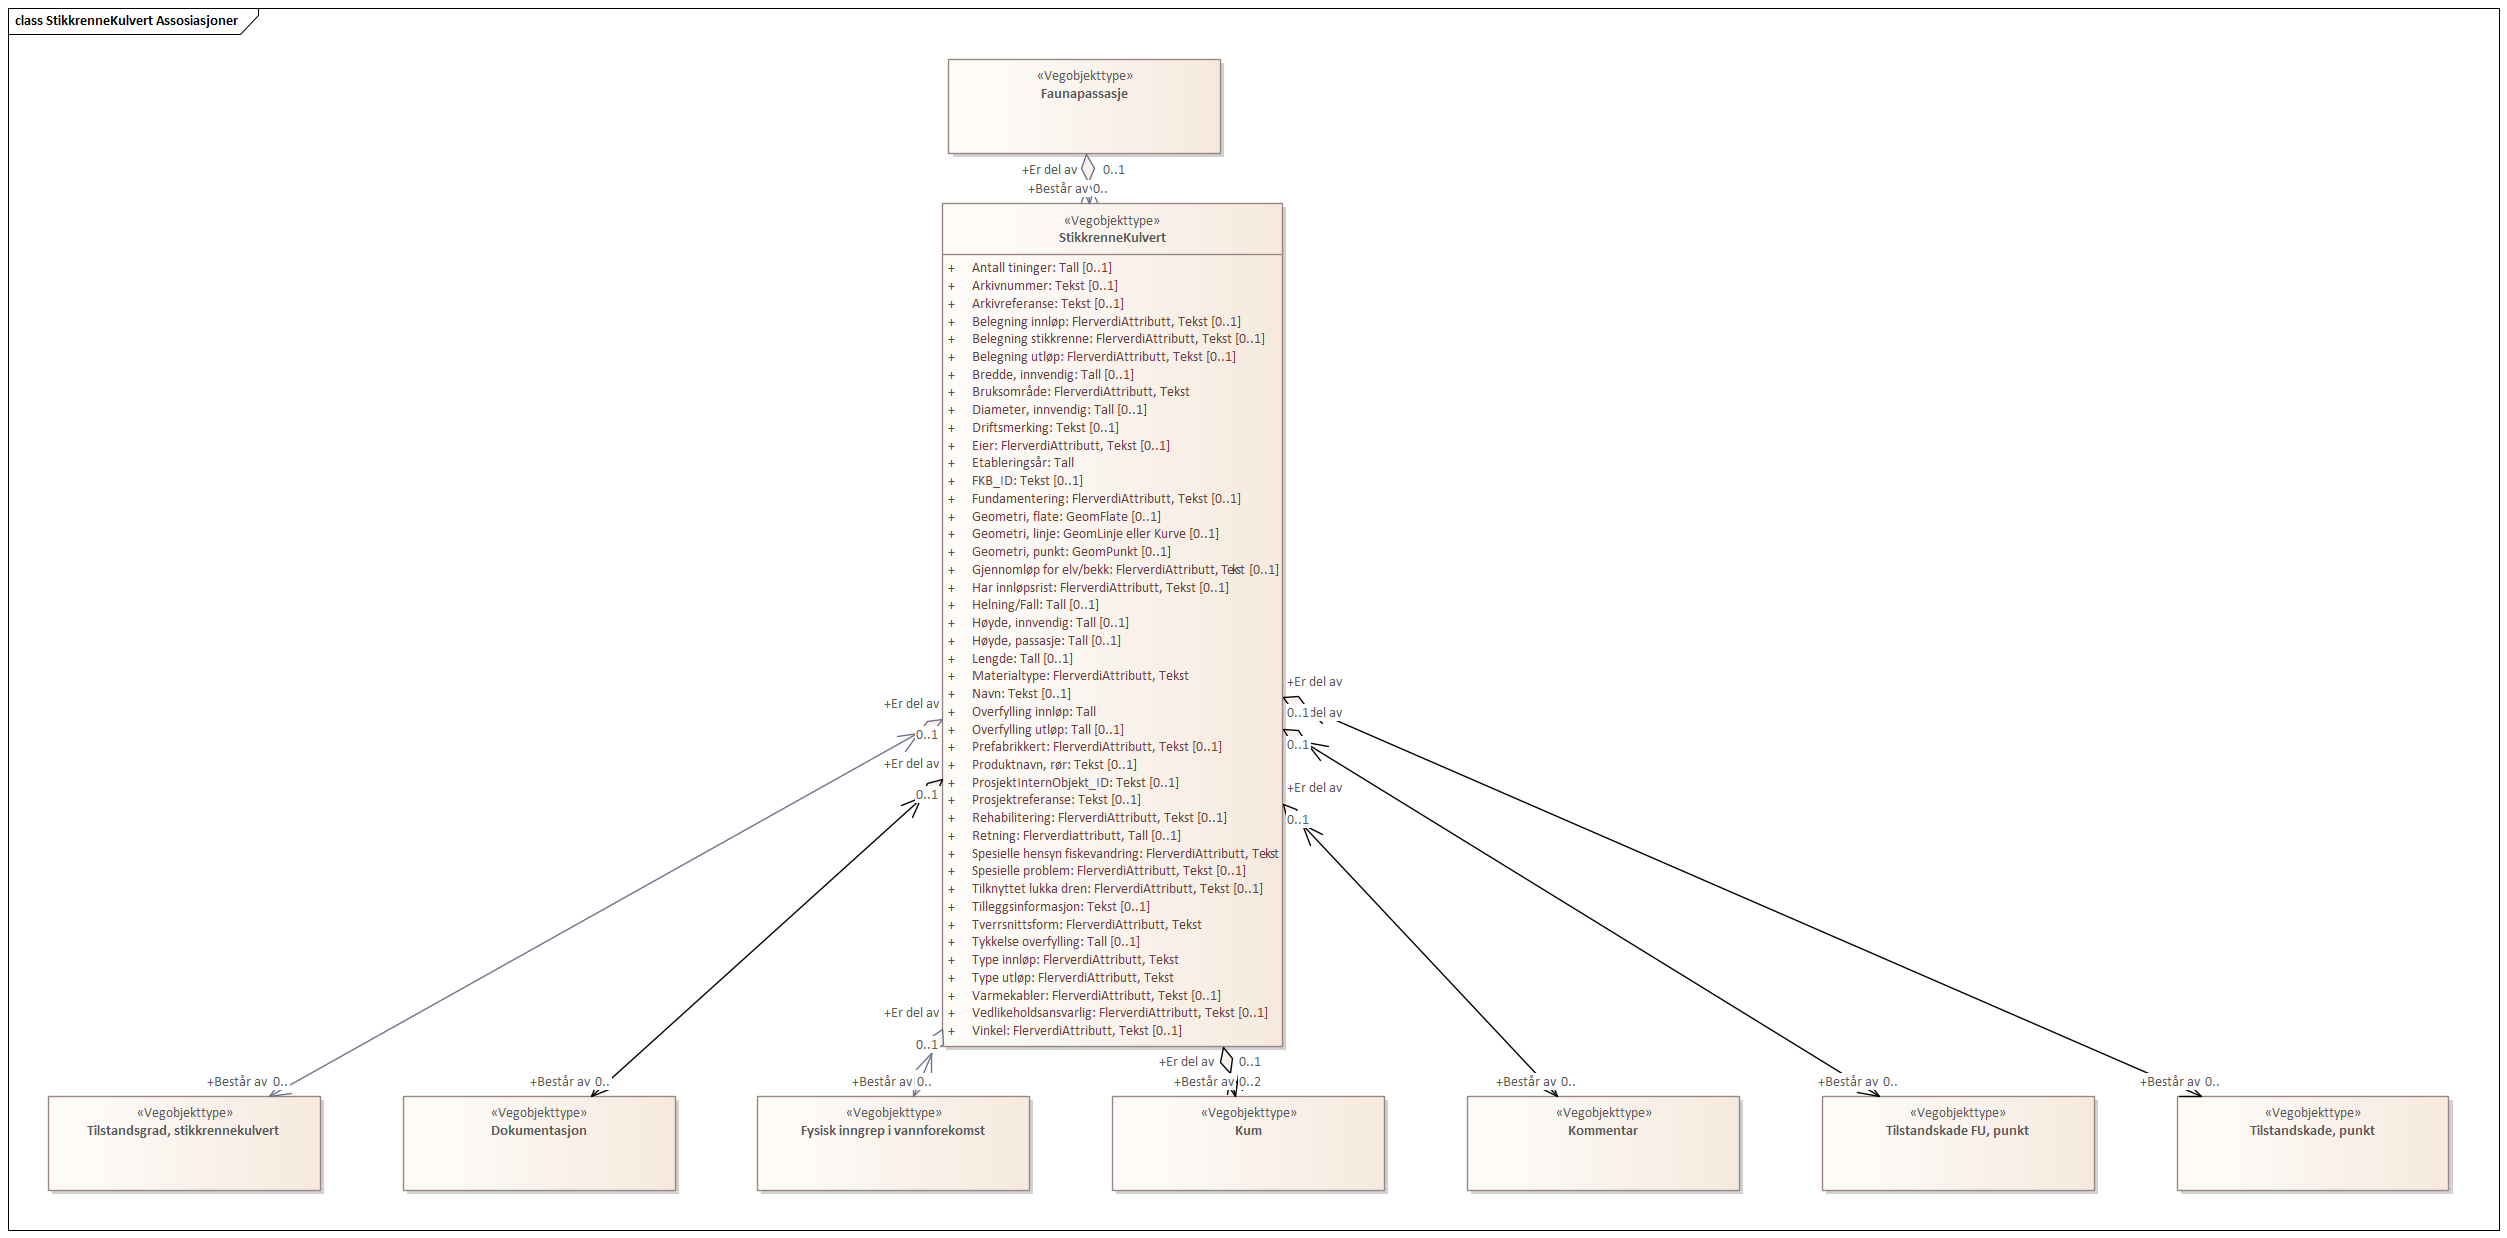 class StikkrenneKulvert Assosiasjoner
«Vegobjekttype»
Faunapassasje
+Er del av 0..1
+Består av 0..
«Vegobjekttype»
StikkrenneKulvert
+ Antall tininger: Tall [0..1]
+ Arkivnummer: Tekst [0..1]
+ Arkivreferanse: Tekst [0..1]
+ Belegning innløp: FlerverdiAttributt, Tekst [0..1]
+ Belegning stikkrenne: FlerverdiAttributt, Tekst [0..1]
+ Belegning utløp: FlerverdiAttributt, Tekst [0..1]
+ Bredde, innvendig: Tall [0..1]
+ Bruksområde: FlerverdiAttributt, Tekst
+ Diameter, innvendig: Tall [0..1]
+ Driftsmerking: Tekst [0..1]
+ Eier: FlerverdiAttributt, Tekst [0..1]
+ Etableringsår: Tall
+ FKB_ID: Tekst [0..1]
+ Fundamentering: FlerverdiAttributt, Tekst [0..1]
+ Geometri, flate: GeomFlate [0..1]
+ Geometri, linje: GeomLinje eller Kurve [0..1]
+ Geometri, punkt: GeomPunkt [0..1]
+ Gjennomløp for elv/bekk: FlerverdiAttributt, Tekst [0..1]
+ Har innløpsrist: FlerverdiAttributt, Tekst [0..1]
+ Helning/Fall: Tall [0..1]
+ Høyde, innvendig: Tall [0..1]
+ Høyde, passasje: Tall [0..1]
+ Lengde: Tall [0..1]
+ Materialtype: FlerverdiAttributt, Tekst
+ Navn: Tekst [0..1]
+ Overfylling innløp: Tall
+ Overfylling utløp: Tall [0..1]
+ Prefabrikkert: FlerverdiAttributt, Tekst [0..1]
+ Produktnavn, rør: Tekst [0..1]
+ ProsjektInternObjekt_ID: Tekst [0..1]
+ Prosjektreferanse: Tekst [0..1]
+ Rehabilitering: FlerverdiAttributt, Tekst [0..1]
+ Retning: Flerverdiattributt, Tall [0..1]
+ Spesielle hensyn fiskevandring: FlerverdiAttributt, Tekst
+ Spesielle problem: FlerverdiAttributt, Tekst [0..1]
+ Tilknyttet lukka dren: FlerverdiAttributt, Tekst [0..1]
+ Tilleggsinformasjon: Tekst [0..1]
+ Tverrsnittsform: FlerverdiAttributt, Tekst
+ Tykkelse overfylling: Tall [0..1]
+ Type innløp: FlerverdiAttributt, Tekst
+ Type utløp: FlerverdiAttributt, Tekst
+ Varmekabler: FlerverdiAttributt, Tekst [0..1]
+ Vedlikeholdsansvarlig: FlerverdiAttributt, Tekst [0..1]
+ Vinkel: FlerverdiAttributt, Tekst [0..1]
+Er del av
0..1
+Er del av
0..1
+Er del av
0..1
+Er del av 0..1
+Er del av
0..1 del av
0..1
+Er del av
0..1
+Består av 0..
+Består av 0..
+Består av 0..
+Består av 0..2
+Består av 0..
+Består av 0..
+Består av 0..
«Vegobjekttype»
Tilstandsgrad, stikkrennekulvert
«Vegobjekttype»
Dokumentasjon
«Vegobjekttype»
Fysisk inngrep i vannforekomst
«Vegobjekttype»
Kum
«Vegobjekttype»
Kommentar
«Vegobjekttype»
Tilstandskade FU, punkt
«Vegobjekttype»
Tilstandskade, punkt